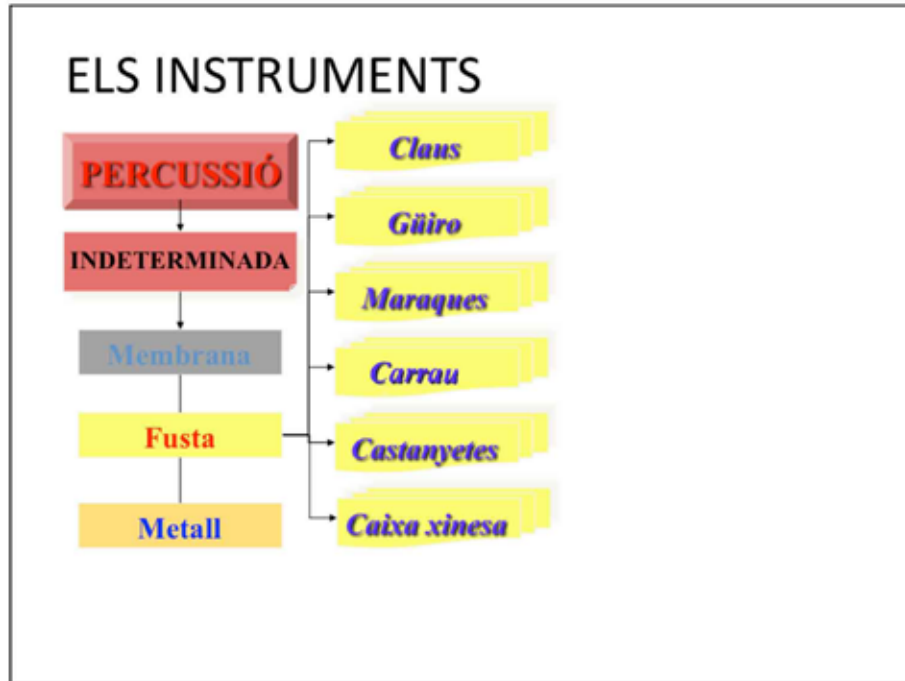 ELS INSTRUMENTS
PERCUSSIÓ
INDETERMINADA
Membrana
Fusta
Metall
Claus
Güiro
Maraques
Carrau
Castanyetes
Caixa xinesa